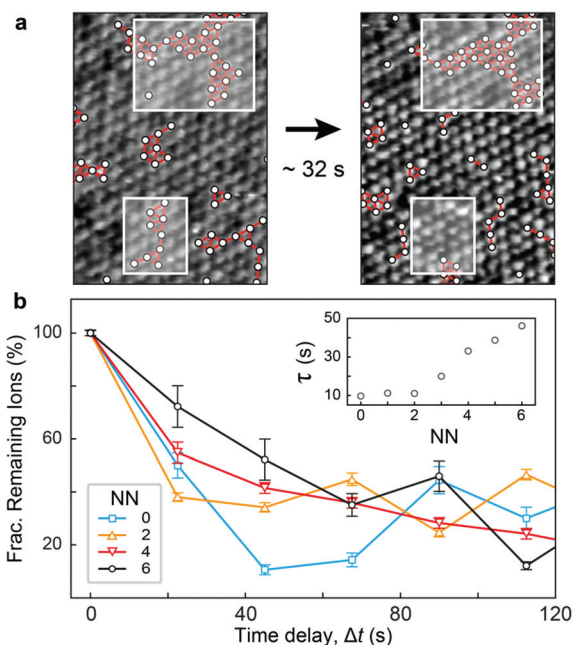 a
~ 32 s
b
Frac. Remaining Ions (%)
100
60
20
NN
0
2
4
6
τ (s)
50
30
10
0 2 4 6
NN
0 40 80 120
Time delay, Δt (s)